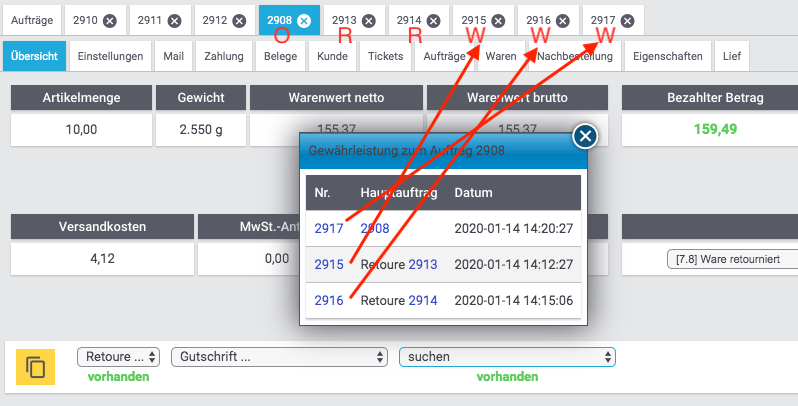 Aufträge 2910 2911 2912 2908 2913 2914 2915 2916 2917
O R R W W W
Übersicht Einstellungen Mail Zahlung Belege Kunde Tickets Aufträge Waren Nachbestellung Eigenschaften Lief
Artikelmenge Gewicht Warenwert netto Warenwert brutto Bezahlter Betrag
10,00 2.550 g 155,37 155,37 159,49
Gewährleistung zum Auftrag 2908
Nr. Hauptauftrag Datum
2917 2908 2020-01-14 14:20:27
2915 Retoure 2913 2020-01-14 14:12:27
2916 Retoure 2914 2020-01-14 14:15:06
Versandkosten MwSt.-Ant
4,12 0,00 [7.8] Ware retourniert
Retoure ... Gutschrift ... suchen
vorhanden vorhanden